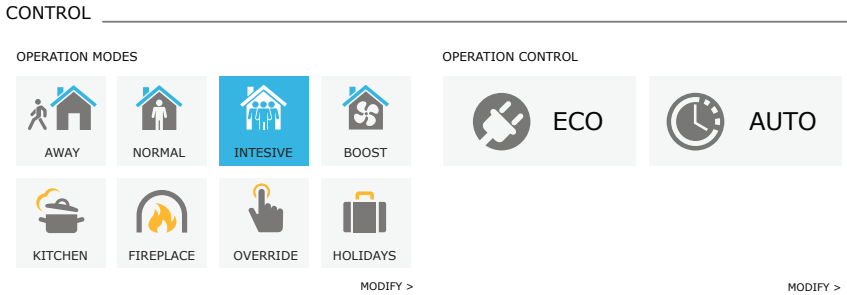 CONTROL
OPERATION MODES
AWAY
NORMAL
INTESIVE
BOOST
KITCHEN
FIREPLACE
OVERRIDE
HOLIDAYS
MODIFY >
OPERATION CONTROL
ECO
AUTO
MODIFY >